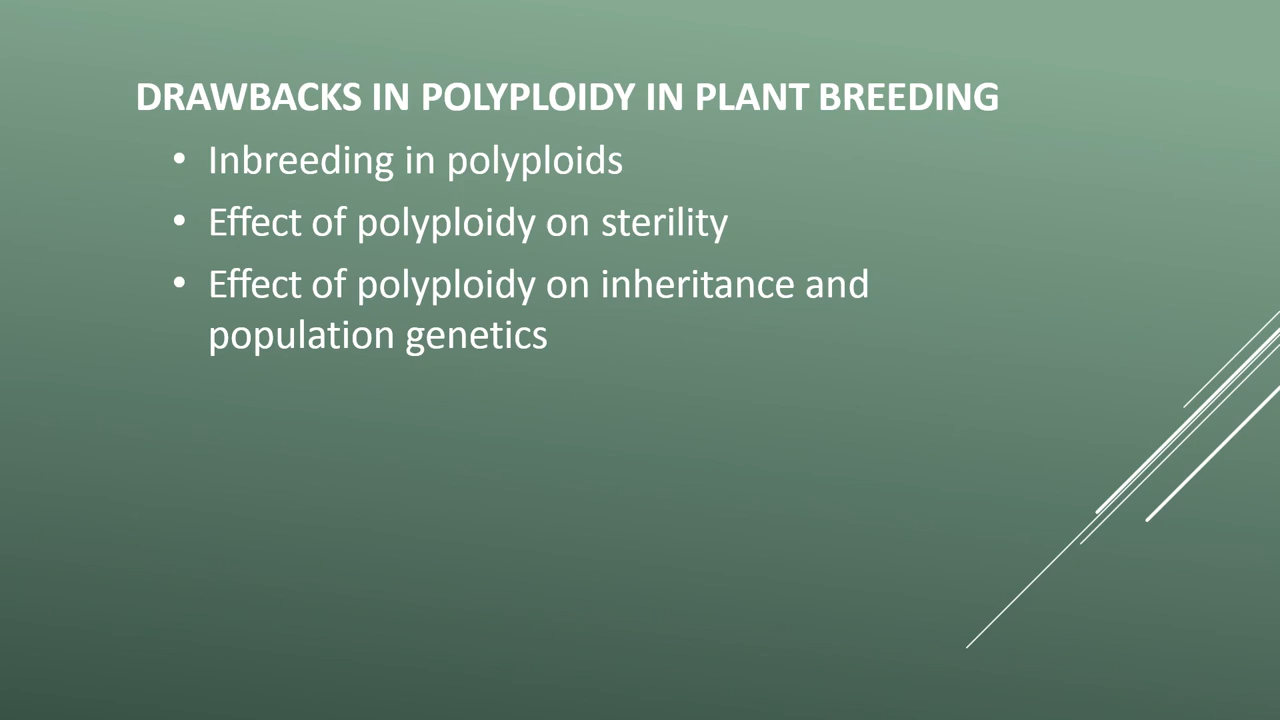 DRAWBACKS IN POLYPLOIDY IN PLANT BREEDING
• Inbreeding in polyploids
• Effect of polyploidy on sterility
• Effect of polyploidy on inheritance and
population genetics